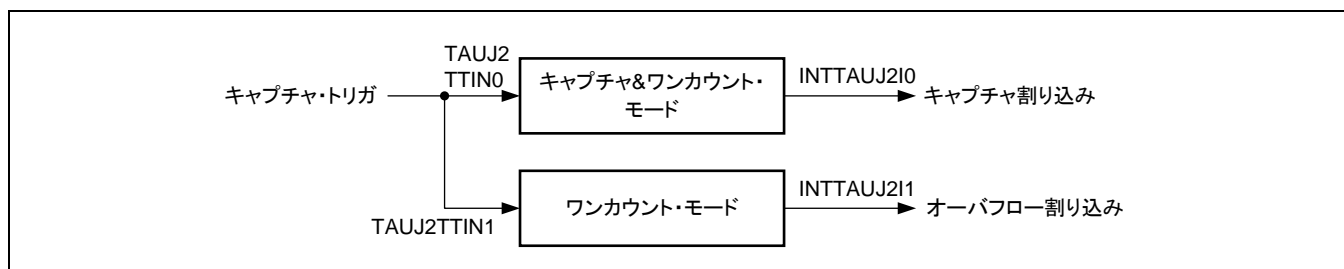 TAUJ2
TTIN0
キャプチャ・トリガ
キャプチャ&ワンカウント・
モード
INTTAUJ2I0
キャプチャ割り込み
TAUJ2TTIN1
ワンカウント・モード
INTTAUJ2I1
オーバフロー割り込み